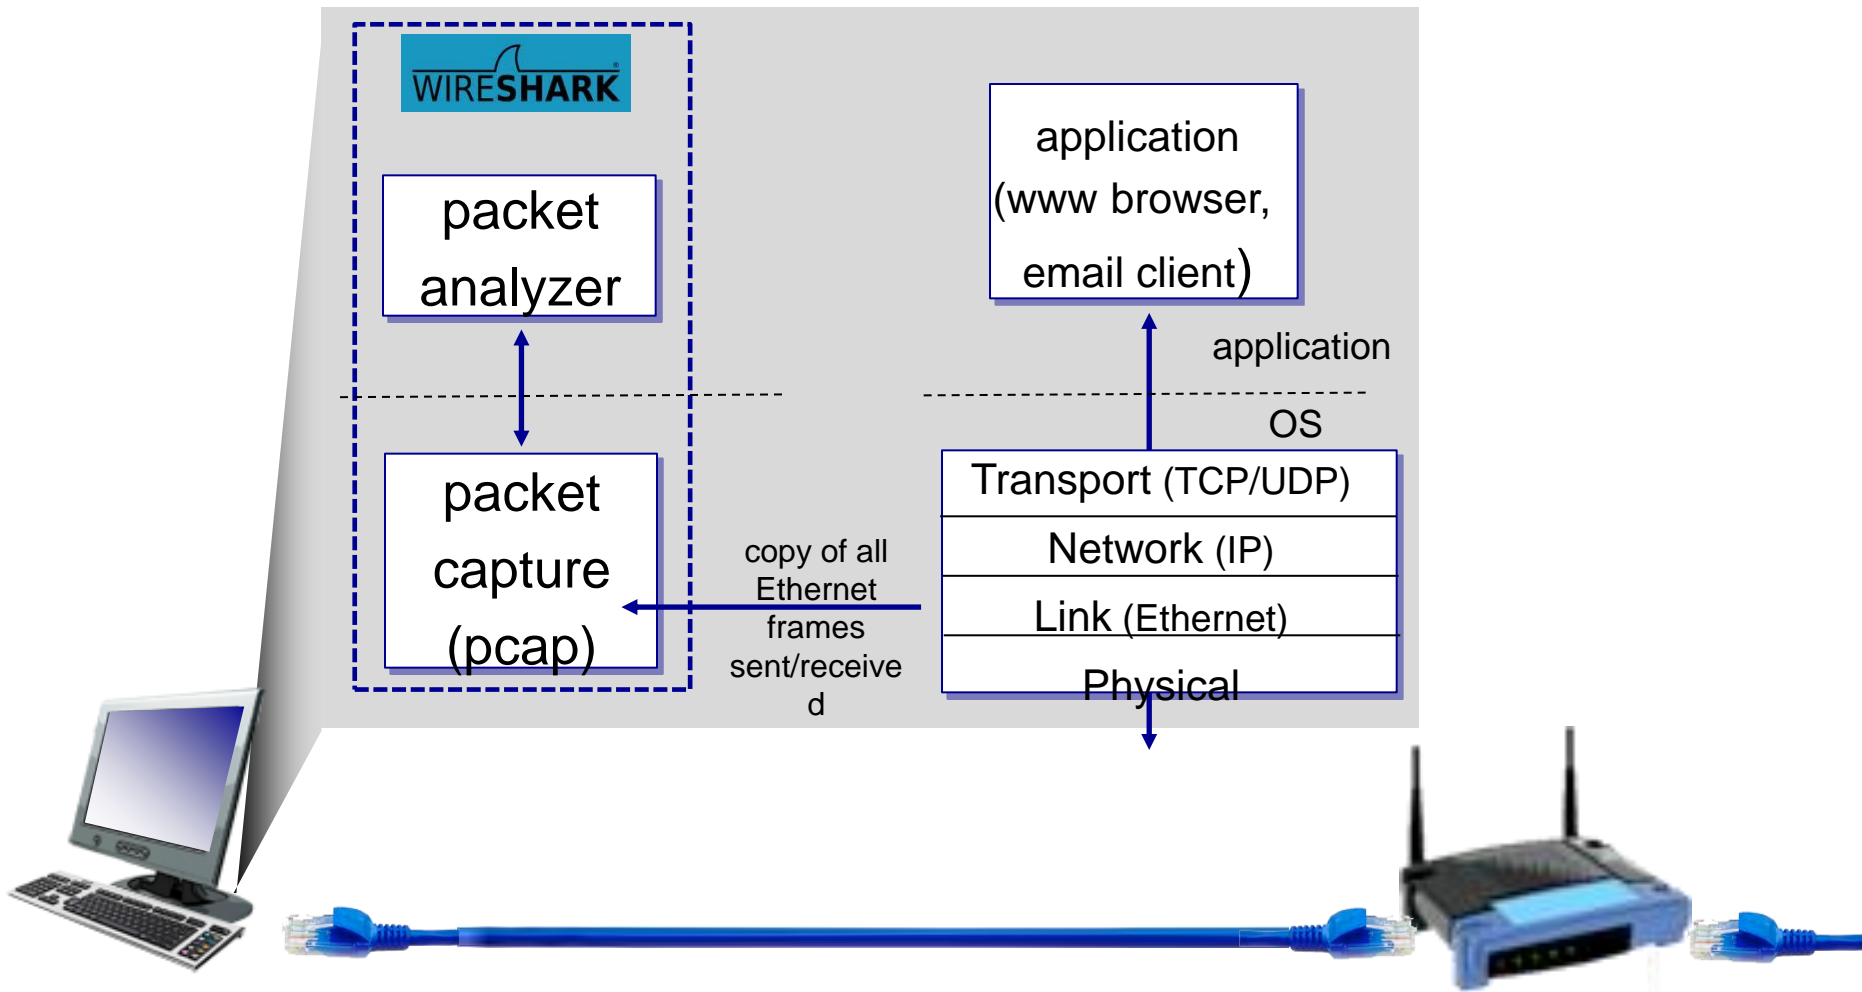 WIRESHARK®
packet
analyzer
packet
capture
(pcap)
copy of all
Ethernet
frames
sent/receive
d
application
(www browser,
email client)
application
OS
Transport (TCP/UDP)
Network (IP)
Link (Ethernet)
Physical